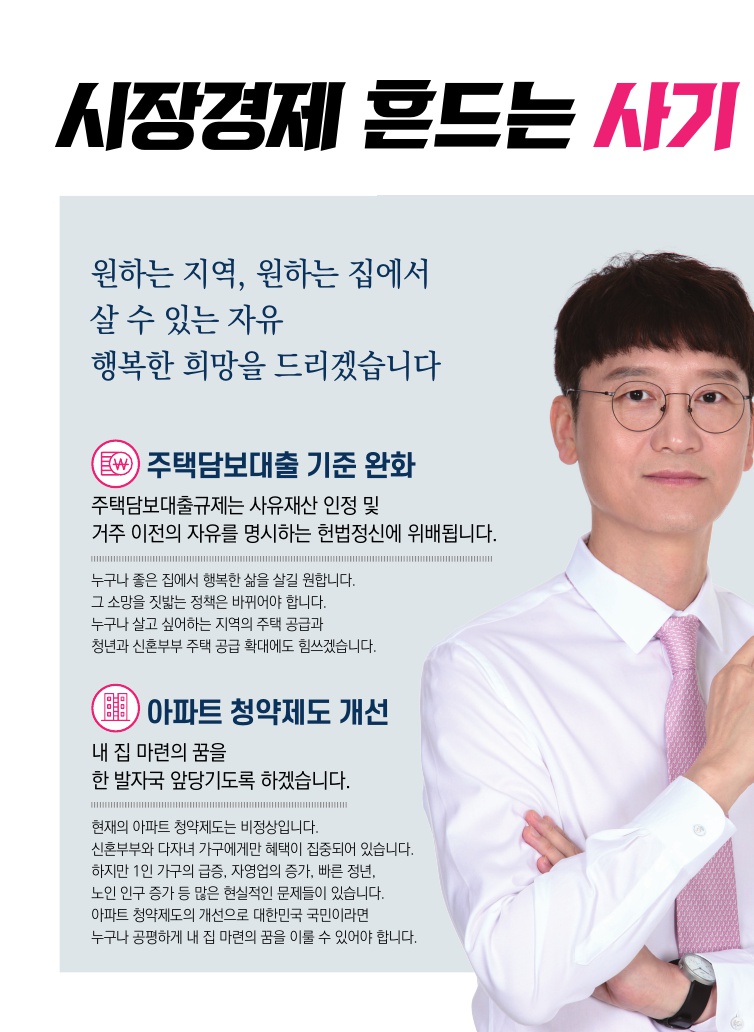 시장경제 흔드는 사기
원하는 지역, 원하는 집에서
살 수 있는 자유
행복한 희망을 드리겠습니다
주택담보대출 기준 완화
주택담보대출규제는 사유재산 인정 및
거주 이전의 자유를 명시하는 헌법정신에 위배됩니다.
누구나 좋은 집에서 행복한 삶을 살길 원합니다.
그 소망을 짓밟는 정책은 바뀌어야 합니다.
누구나 살고 싶어하는 지역의 주택 공급과
청년과 신혼부부 주택 공급 확대에도 힘쓰겠습니다.
아파트 청약제도 개선
내 집 마련의 꿈을
한 발자국 앞당기도록 하겠습니다.
현재의 아파트 청약제도는 비정상입니다.
신혼부부와 다자녀 가구에게만 혜택이 집중되어 있습니다.
하지만 1인 가구의 급증, 자영업의 증가, 빠른 정년,
노인 인구 증가 등 많은 현실적인 문제들이 있습니다.
아파트 청약제도의 개선으로 대한민국 국민이라면
누구나 공평하게 내 집 마련의 꿈을 이룰 수 있어야 합니다.